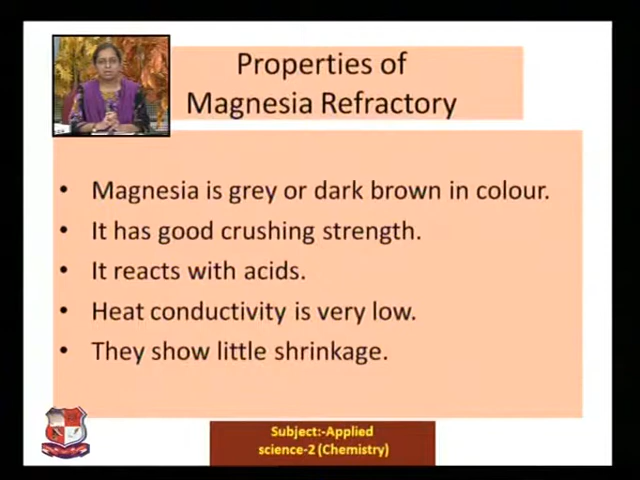 Properties of
Magnesia Refractory
• Magnesia is grey or dark brown in colour.
• It has good crushing strength.
• It reacts with acids.
• Heat conductivity is very low.
• They show little shrinkage.
Subject:-Applied
science-2 (Chemistry)